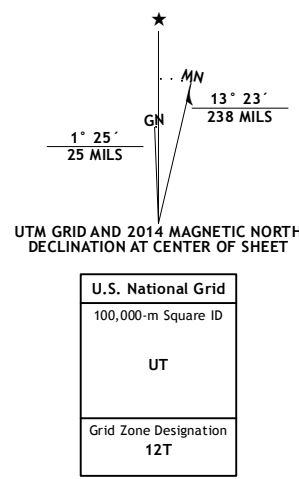 ★
MN
GN
13° 23´
238 MILS
1° 25´
25 MILS
UTM GRID AND 2014 MAGNETIC NORTH
DECLINATION AT CENTER OF SHEET
U.S. National Grid
100,000-m Square ID
UT
Grid Zone Designation
12T